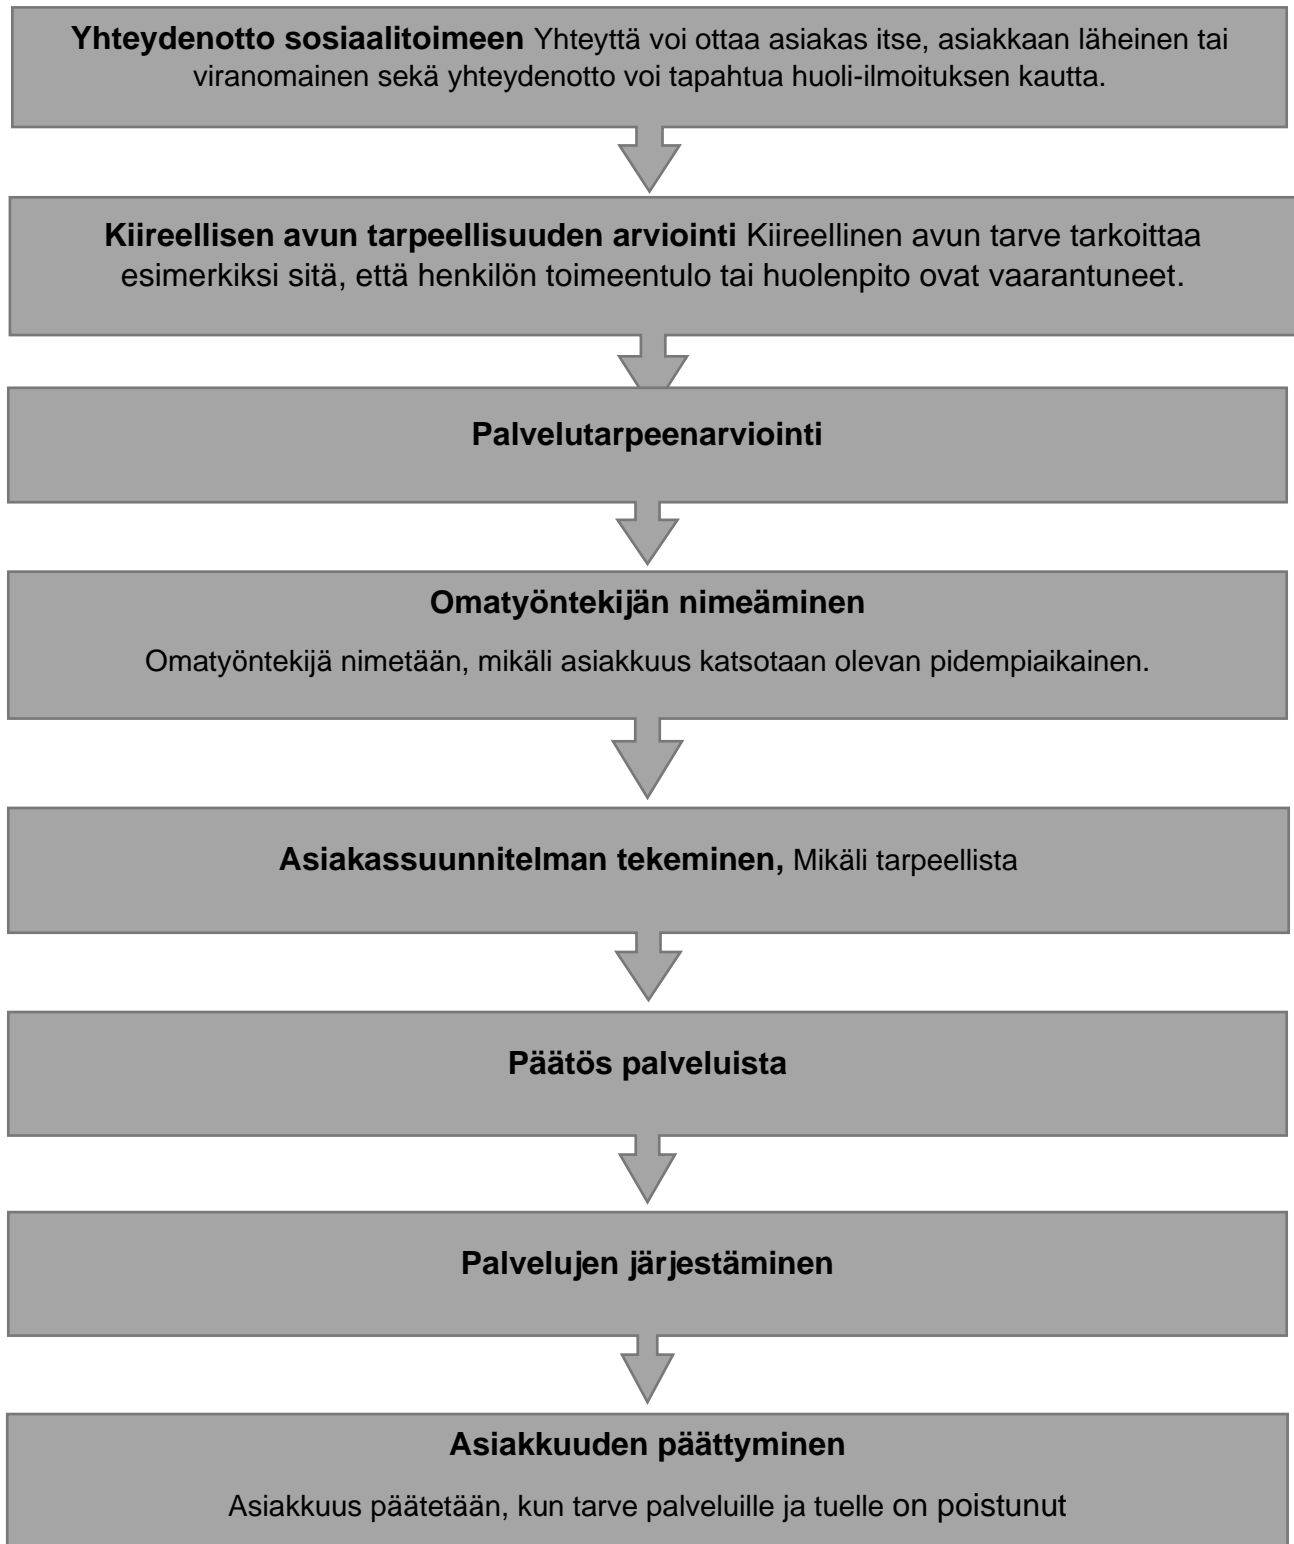 Yhteydenotto sosiaalitoimeen Yhteyttä voi ottaa asiakas itse, asiakkaan läheinen tai
viranomainen sekä yhteydenotto voi tapahtua huoli-ilmoituksen kautta.
Kiireellisen avun tarpeellisuuden arviointi Kiireellinen avun tarve tarkoittaa
esimerkiksi sitä, että henkilön toimeentulo tai huolenpito ovat vaarantuneet.
Palvelutarpeenarviointi
Omatyöntekijän nimeäminen
Omatyöntekijä nimetään, mikäli asiakkuus katsotaan olevan pidempiaikainen.
Asiakassuunnitelman tekeminen, Mikäli tarpeellista
Päätös palveluista
Palvelujen järjestäminen
Asiakkuuden päättyminen
Asiakkuus päätetään, kun tarve palveluille ja tuelle on poistunut